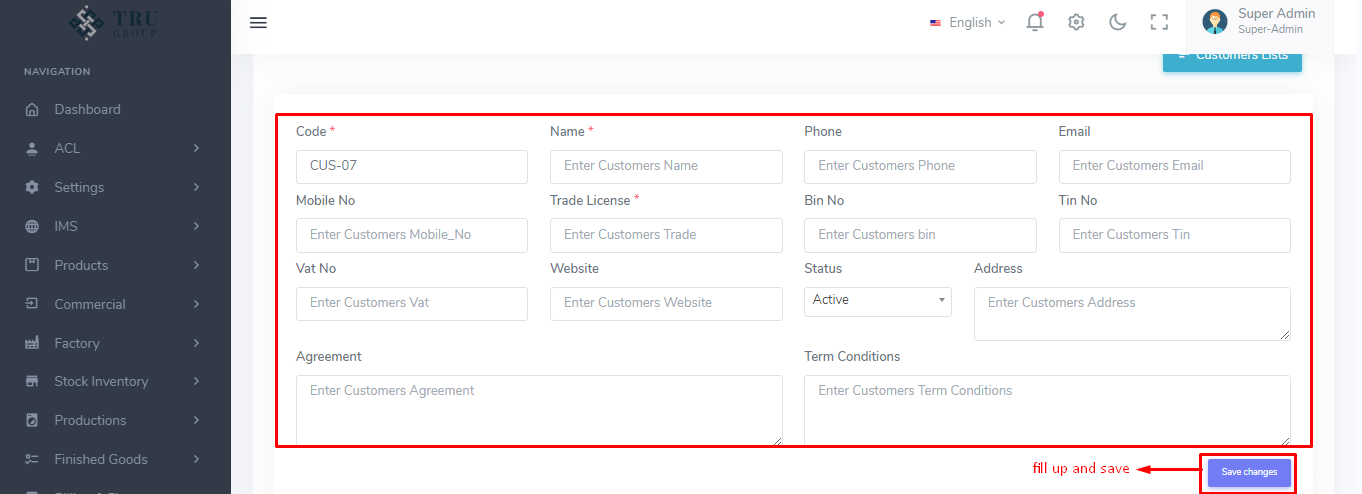 TRU
GROUP
English
Super Admin
Super-Admin
NAVIGATION
Dashboard
ACL
Settings
IMS
Products
Commercial
Factory
Stock Inventory
Productions
Finished Goods
Customers Lists
Code * Name * Phone Email
CUS-07 Enter Customers Name Enter Customers Phone Enter Customers Email
Mobile No Trade License * Bin No Tin No
Enter Customers Mobile_No Enter Customers Trade Enter Customers bin Enter Customers Tin
Vat No Website Status Address
Enter Customers Vat Enter Customers Website Active Enter Customers Address
Agreement Term Conditions
Enter Customers Agreement Enter Customers Term Conditions
fill up and save Save changes